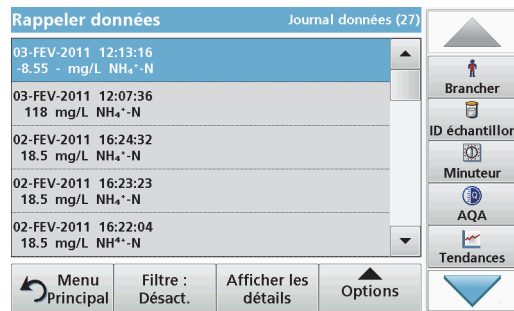 Rappeler données
Journal données (27)
03-FEV-2011 12:13:16
-8.55 - mg/L NH₄⁺-N
03-FEV-2011 12:07:36
118 mg/L NH₄⁺-N
02-FEV-2011 16:24:32
18.5 mg/L NH₄⁺-N
02-FEV-2011 16:23:23
18.5 mg/L NH₄⁺-N
02-FEV-2011 16:22:04
18.5 mg/L NH⁴⁺-N
Brancher
ID échantillon
Minuteur
AQA
Tendances
Menu
Principal
Filtre :
Désact.
Afficher les
détails
Options